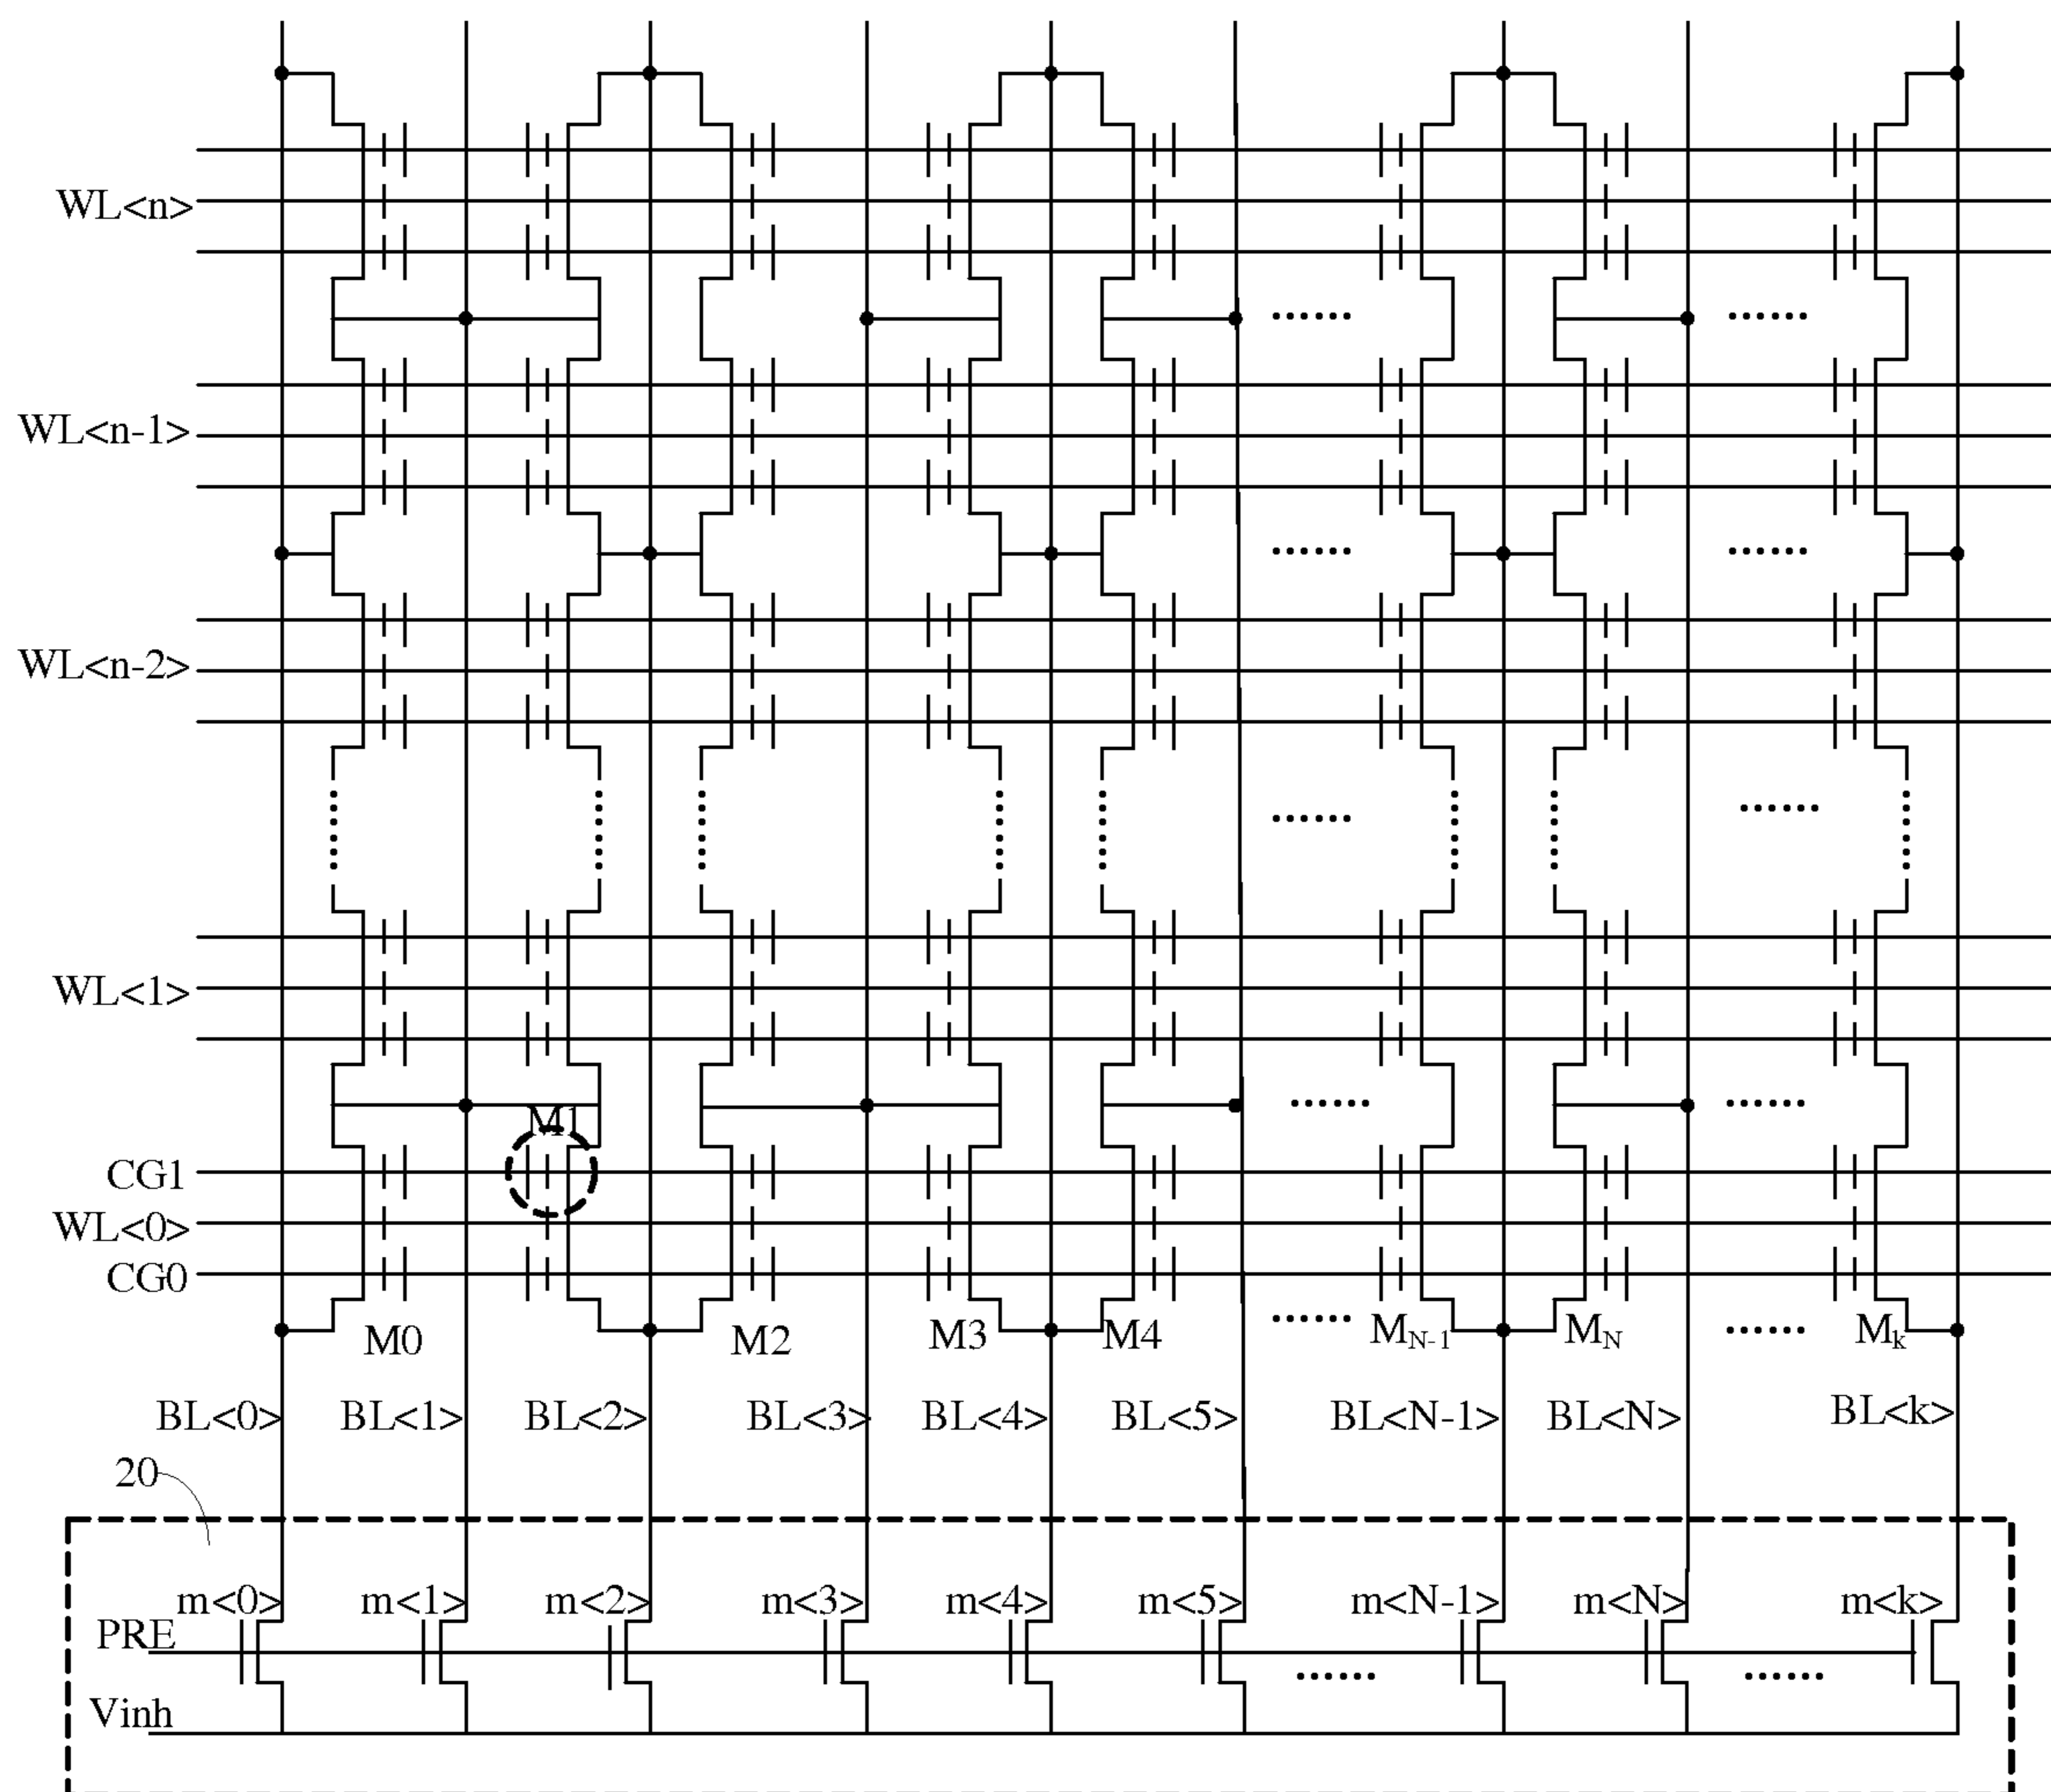 WL<n>
WL<n-1>
WL<n-2>
WL<1>
M1
CG1
WL<0>
CG0
M0 M2 M3 M4 ...... MN-1 MN ...... Mk
BL<0> BL<1> BL<2> BL<3> BL<4> BL<5> BL<N-1> BL<N> BL<k>
20
m<0> m<1> m<2> m<3> m<4> m<5> m<N-1> m<N> m<k>
PRE
Vinh